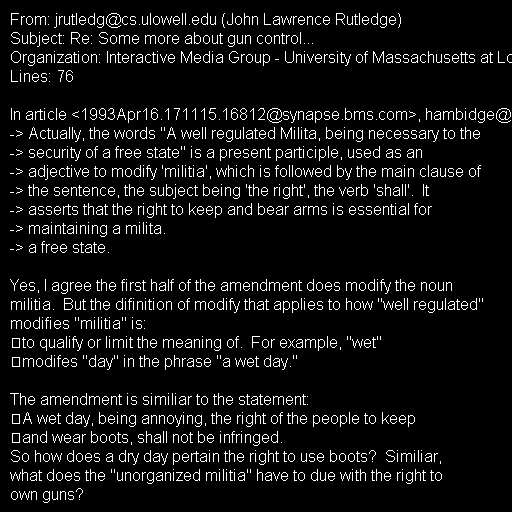 From: jrutledg@cs.ulowell.edu (John Lawrence Rutledge)
Subject: Re: Some more about gun control...
Organization: Interactive Media Group - University of Massachusetts at
Lines: 76

In article <1993Apr16.171115.16812@synapse.bms.com>, hambidge@
-> Actually, the words "A well regulated Milita, being necessary to the
-> security of a free state" is a present participle, used as an
-> adjective to modify 'militia', which is followed by the main clause of
-> the sentence, the subject being 'the right', the verb 'shall'.  It
-> asserts that the right to keep and bear arms is essential for
-> maintaining a milita.
-> a free state.

Yes, I agree the first half of the amendment does modify the noun
militia.  But the difinition of modify that applies to how "well regulated"
modifies "militia" is:
to qualify or limit the meaning of.  For example, "wet"
modifes "day" in the phrase "a wet day."

The amendment is similiar to the statement:
A wet day, being annoying, the right of the people to keep
and wear boots, shall not be infringed.
So how does a dry day pertain the right to use boots?  Similiar,
what does the "unorganized militia" have to due with the right to
own guns?